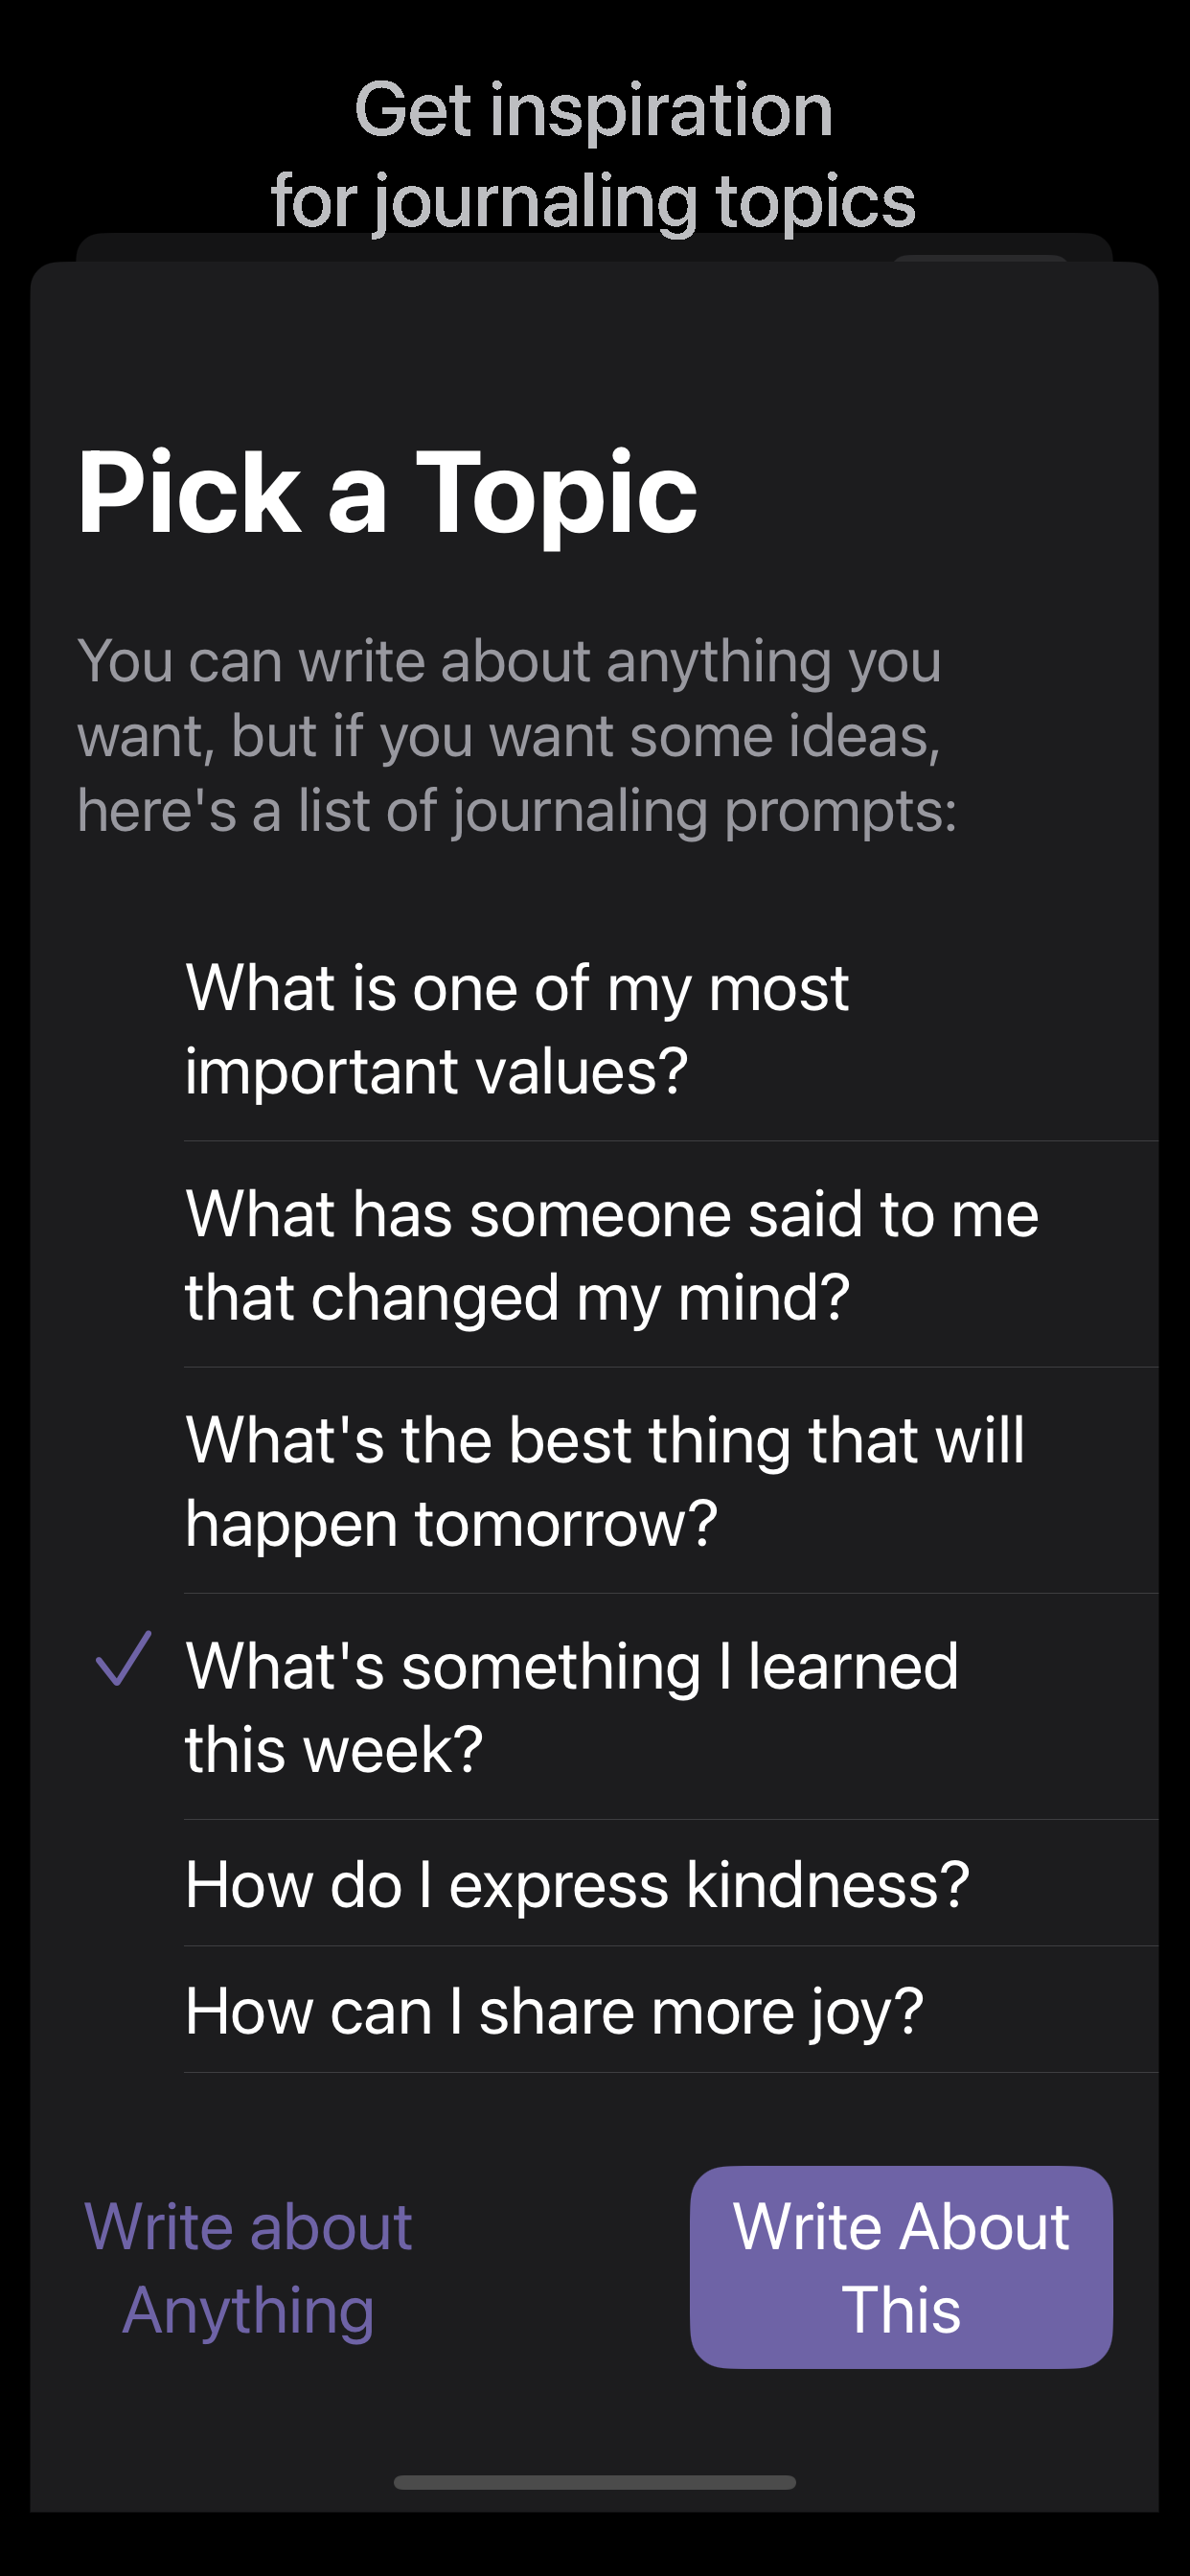 Get inspiration
for journaling topics
Pick a Topic
You can write about anything you
want, but if you want some ideas,
here's a list of journaling prompts:
What is one of my most
important values?
What has someone said to me
that changed my mind?
What's the best thing that will
happen tomorrow?
What's something I learned
this week?
How do I express kindness?
How can I share more joy?
Write about
Anything
Write About
This